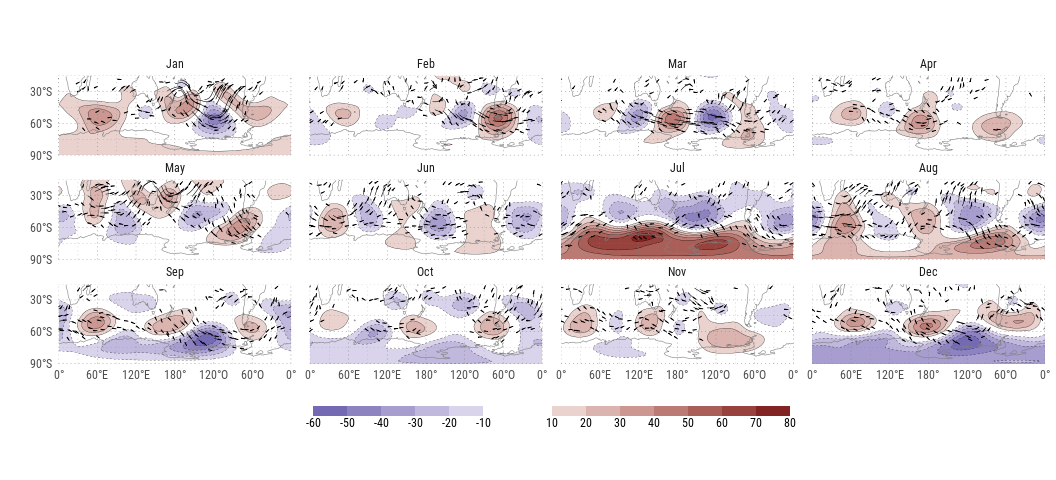 Jan Feb Mar Apr
30°S
60°S
90°S
May Jun Jul Aug
30°S
60°S
90°S
Sep Oct Nov Dec
30°S
60°S
90°S
0° 60°E 120°E 180° 120°O 60°O 0° 0° 60°E 120°E 180° 120°O 60°O 0° 0° 60°E 120°E 180° 120°O 60°O 0° 0° 60°E 120°E 180° 120°O 60°O 0°
-60 -50 -40 -30 -20 -10 10 20 30 40 50 60 70 80